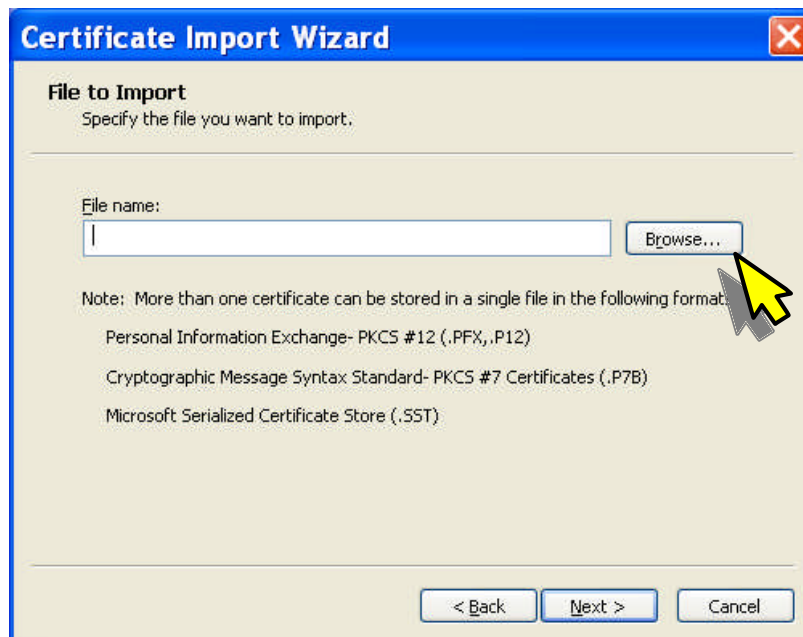 Certificate Import Wizard
File to Import
Specify the file you want to import.
File name:
Browse...
Note: More than one certificate can be stored in a single file in the following format
Personal Information Exchange- PKCS #12 (.PFX,.P12)
Cryptographic Message Syntax Standard- PKCS #7 Certificates (.P7B)
Microsoft Serialized Certificate Store (.SST)
< Back
Next >
Cancel